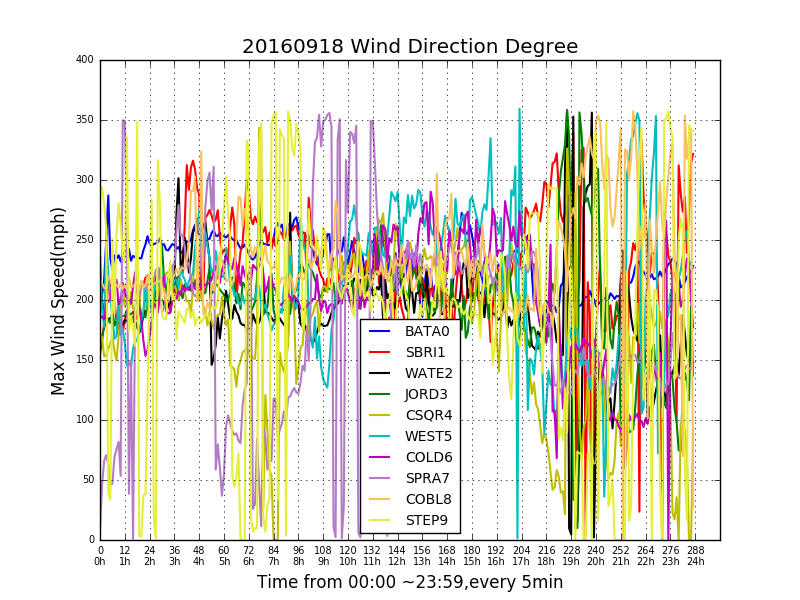 20160918 Wind Direction Degree
400
350
300
250
200
150
100
50
0
Max Wind Speed(mph)
BATA0
SBRI1
WATE2
JORD3
CSQR4
WEST5
COLD6
SPRA7
COBL8
STEP9
0 12 24 36 48 60 72 84 96 108 120 132 144 156 168 180 192 204 216 228 240 252 264 276 288
0h 1h 2h 3h 4h 5h 6h 7h 8h 9h 10h 11h 12h 13h 14h 15h 16h 17h 18h 19h 20h 21h 22h 23h 24h
Time from 00:00 ~23:59,every 5min